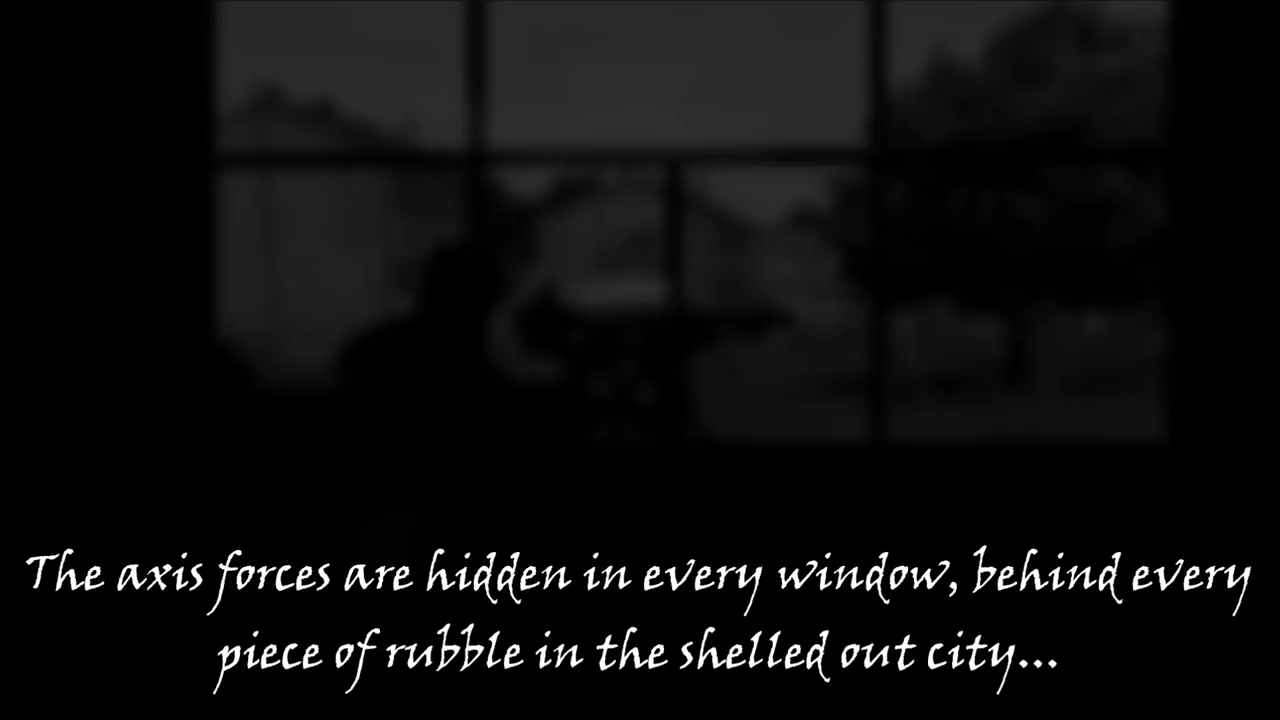 The axis forces are hidden in every window, behind every
piece of rubble in the shelled out city...